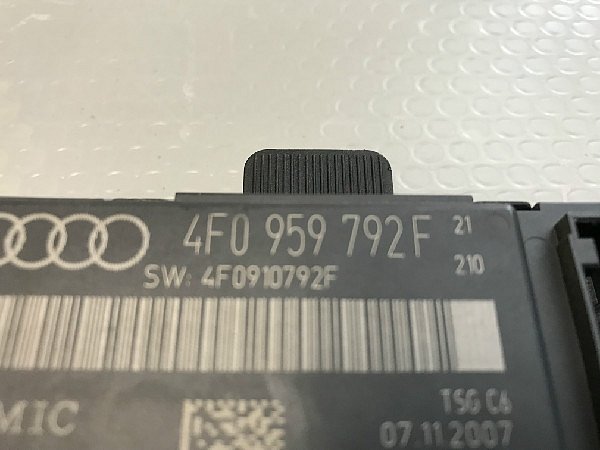 4F0 959 792F 21
SW: 4F0910792F 210
MIC
TSG C6
07.11.2007